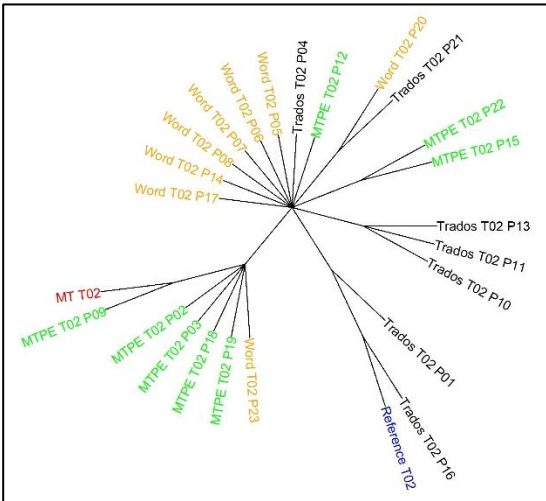 Word T02 P20
Trados T02 P21
MTPE T02 P22
MTPE T02 P15
Trados T02 P13
Trados T02 P11
Trados T02 P10
Trados T02 P01
Trados T02 P16
Reference T02
Word T02 P23
MTPE T02 P19
MTPE T02 P18
MTPE T02 P03
MTPE T02 P02
MTPE T02 P09
MT T02
Word T02 P17
Word T02 P14
Word T02 P08
Word T02 P07
Word T02 P06
Word T02 P05
Trados T02 P04
MTPE T02 P12